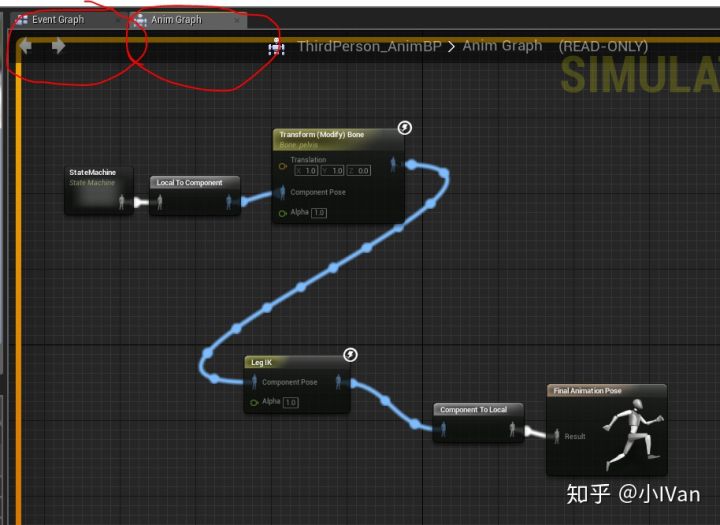 Event Graph
Anim Graph
ThirdPerson_AnimBP > Anim Graph (READ-ONLY)
SIMULA
Transform (Modify) Bone
Bone: pelvis
Translation
X 1.0 Y 1.0 Z 0.0
Component Pose
Alpha 1.0
StateMachine
State Machine
Local To Component
Leg IK
Component Pose
Alpha 1.0
Component To Local
Final Animation Pose
Result
知乎 @小IVan